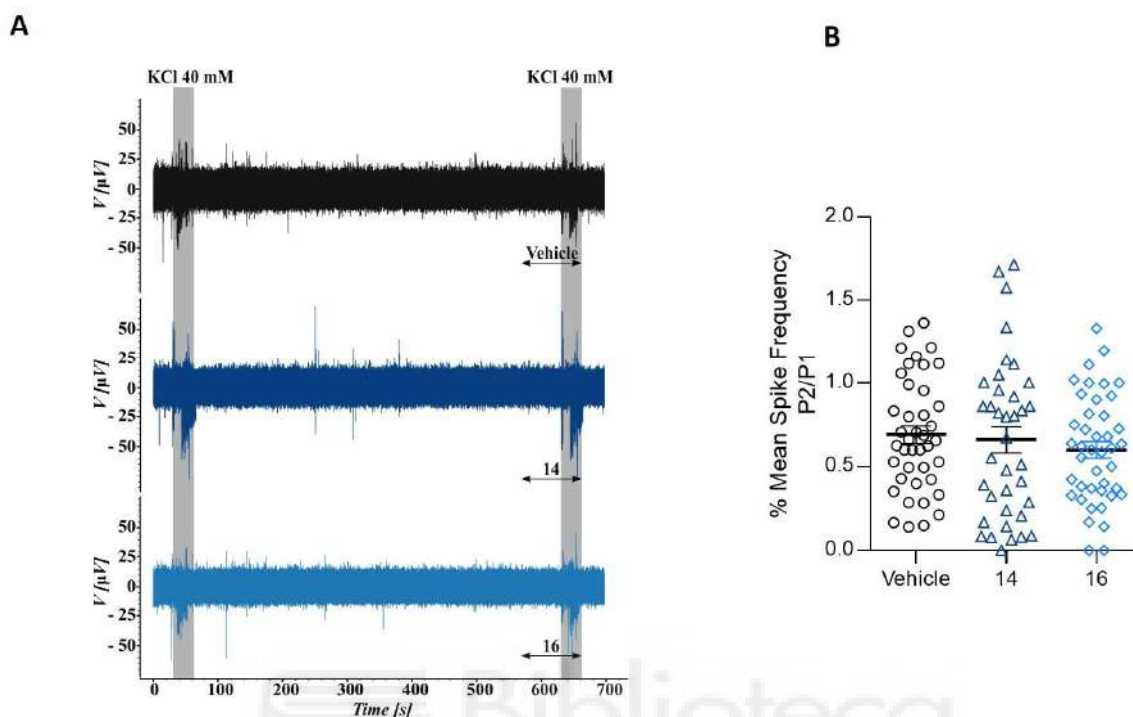 A
KCl 40 mM
KCl 40 mM
50
25
0
- 25
- 50
V [µV]
Vehicle
50
25
0
- 25
- 50
V [µV]
14
50
25
0
- 25
- 50
V [µV]
16
0 100 200 300 400 500 600 700
Time [s]
B
2.0
1.5
1.0
0.5
0.0
% Mean Spike Frequency
P2/P1
Vehicle 14 16
Biblioteca